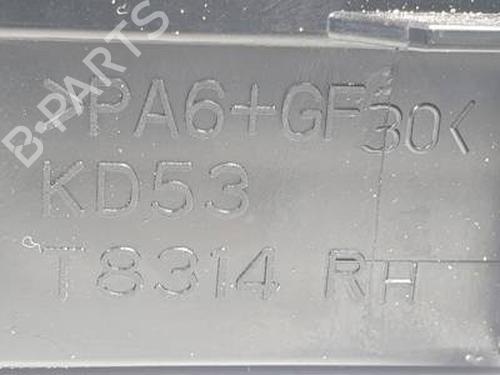 B-PARTS
>PA6+GF30<
KD53
T8314 RH